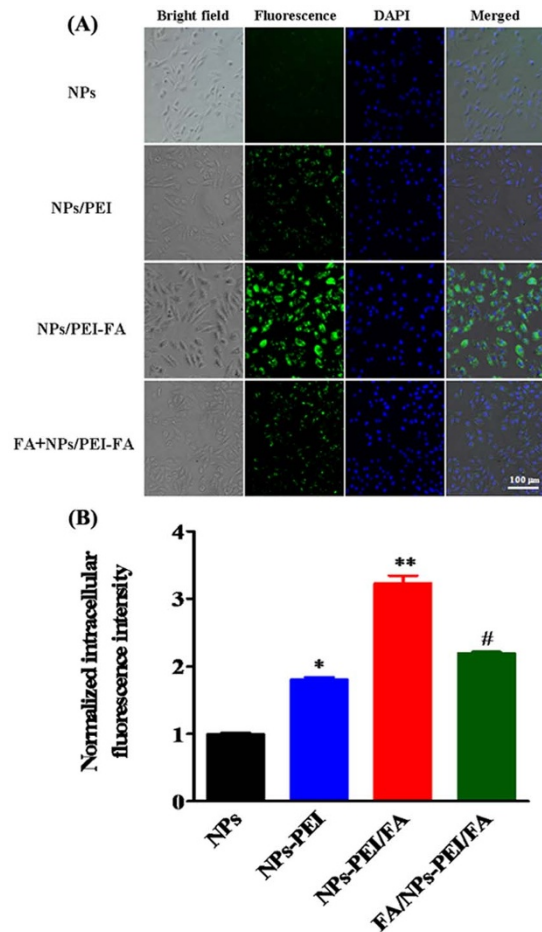 (A)
Bright field Fluorescence DAPI Merged
NPs
NPs/PEI
NPs/PEI-FA
FA+NPs/PEI-FA
100 μm
(B)
Normalized intracellular
fluorescence intensity
4
3
2
1
0
*
**
#
NPs
NPs-PEI
NPs-PEI/FA
FA/NPs-PEI/FA